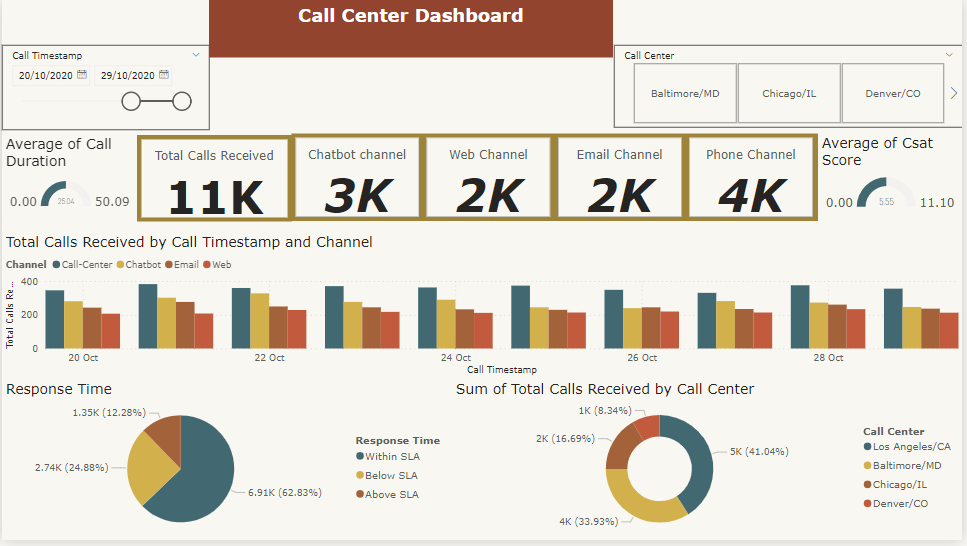 Call Center Dashboard
Call Timestamp
20/10/2020
29/10/2020
Call Center
Baltimore/MD
Chicago/IL
Denver/CO
Average of Call
Duration
0.00
25.04
50.09
Total Calls Received
11K
Chatbot channel
3K
Web Channel
2K
Email Channel
2K
Phone Channel
4K
Average of Csat
Score
0.00
5.55
11.10
Total Calls Received by Call Timestamp and Channel
Channel
Call-Center
Chatbot
Email
Web
Total Calls Re...
400
200
0
20 Oct
22 Oct
24 Oct
26 Oct
28 Oct
Call Timestamp
Response Time
1.35K (12.28%)
2.74K (24.88%)
6.91K (62.83%)
Response Time
Within SLA
Below SLA
Above SLA
Sum of Total Calls Received by Call Center
1K (8.34%)
2K (16.69%)
5K (41.04%)
4K (33.93%)
Call Center
Los Angeles/CA
Baltimore/MD
Chicago/IL
Denver/CO